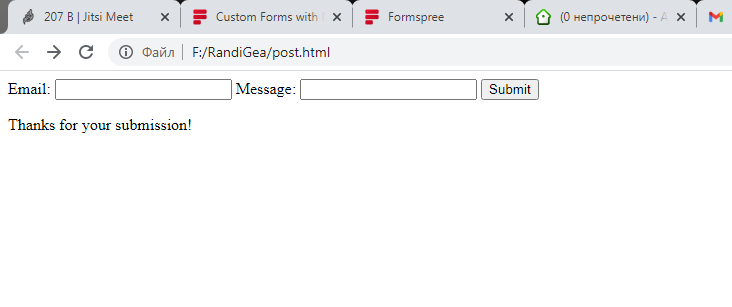 207 B | Jitsi Meet
Custom Forms with
Formspree
(0 непрочетени) - А
Файл
F:/RandiGea/post.html
Email:
Message:
Submit
Thanks for your submission!